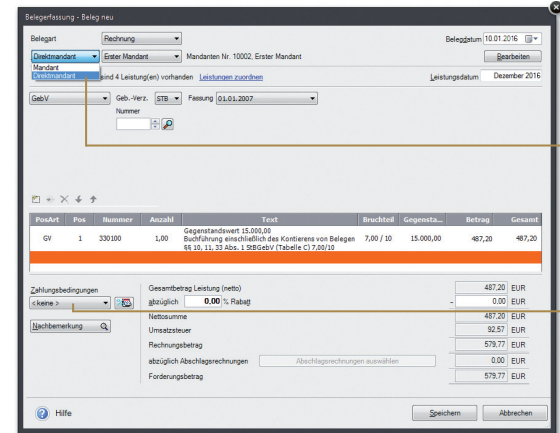 Belegerfassung - Beleg neu
Belegart Rechnung Belegdatum 10.01.2016
Direktmandant Erster Mandant Mandanten Nr. 10002, Erster Mandant Bearbeiten
Mandant
Direktmandant sind 4 Leistung(en) vorhanden Leistungen zuordnen Leistungsdatum Dezember 2016
GebV Geb.-Verz. STB Fassung 01.01.2007
Nummer
PosArt Pos Nummer Anzahl Text Bruchteil Gegensta... Betrag Gesamt
Gegenstandswert 15.000,00
GV 1 330100 1,00 Buchführung einschließlich des Kontierens von Belegen 7,00 / 10 15.000,00 487,20 487,20
§§ 10, 11, 33 Abs. 1 StBGebV (Tabelle C) 7,00/10
Zahlungsbedingungen Gesamtbetrag Leistung (netto) 487,20 EUR
< keine > abzüglich 0,00 % Rabatt - 0,00 EUR
Nettosumme 487,20 EUR
Nachbemerkung Umsatzsteuer 92,57 EUR
Rechnungsbetrag 579,77 EUR
abzüglich Abschlagsrechnungen Abschlagsrechnungen auswählen 0,00 EUR
Forderungsbetrag 579,77 EUR
Hilfe Speichern Abbrechen